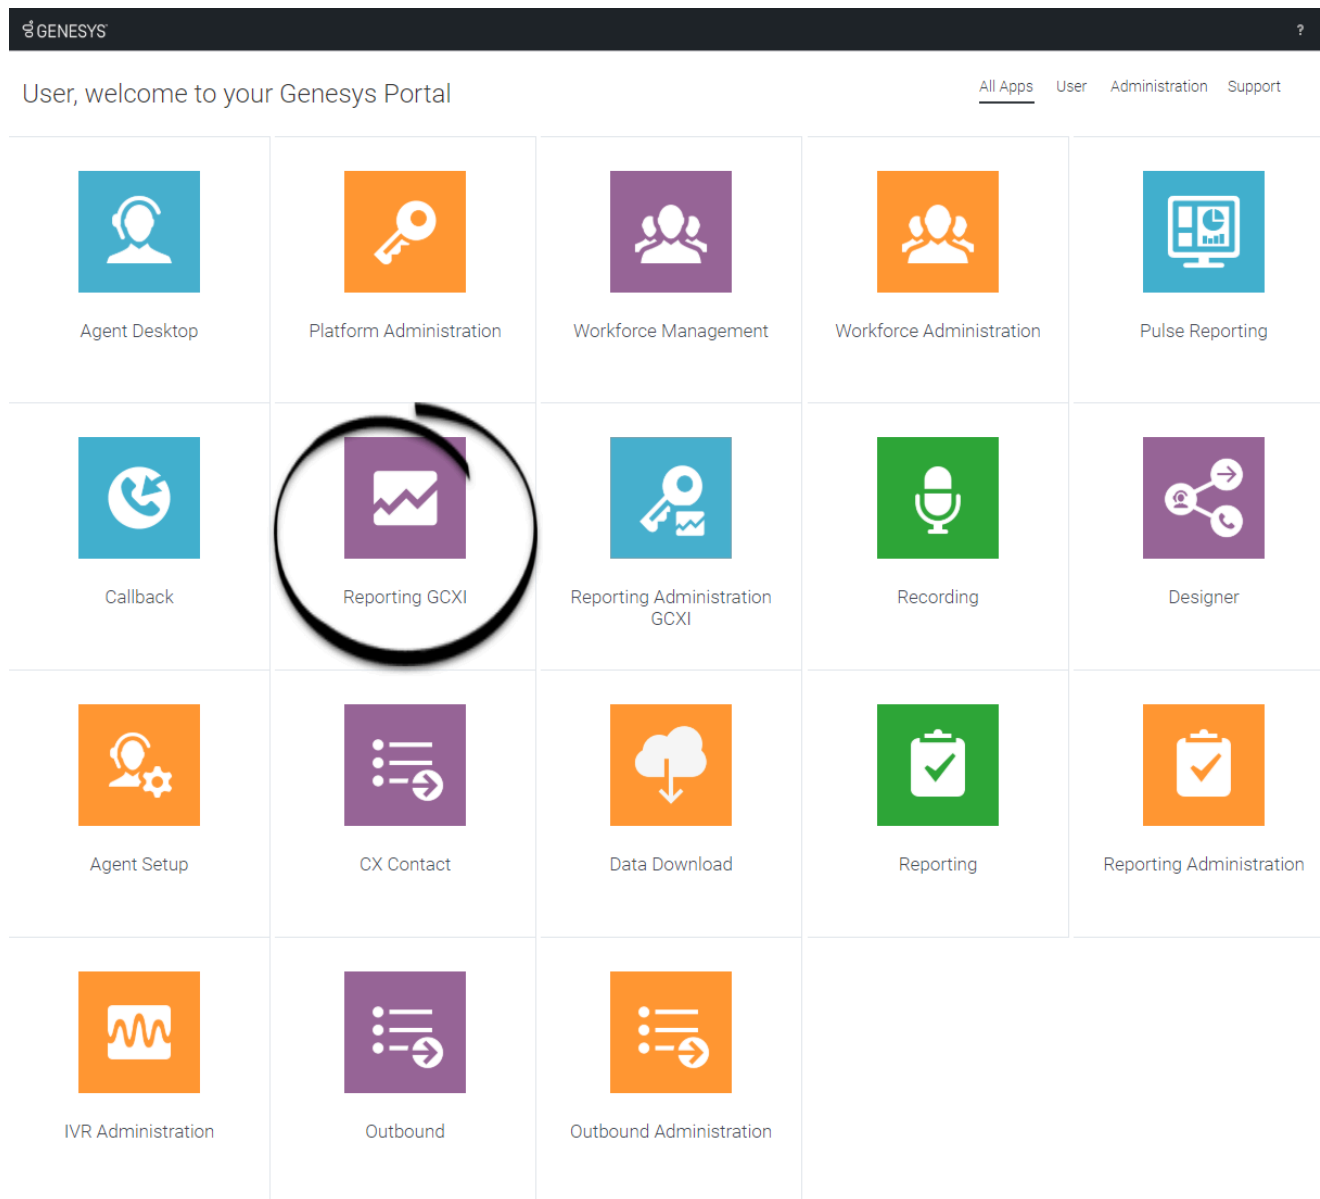 GENESYS
?
User, welcome to your Genesys Portal
All Apps User Administration Support
Agent Desktop
Platform Administration
Workforce Management
Workforce Administration
Pulse Reporting
Callback
Reporting GCXI
Reporting Administration
GCXI
Recording
Designer
Agent Setup
CX Contact
Data Download
Reporting
Reporting Administration
IVR Administration
Outbound
Outbound Administration